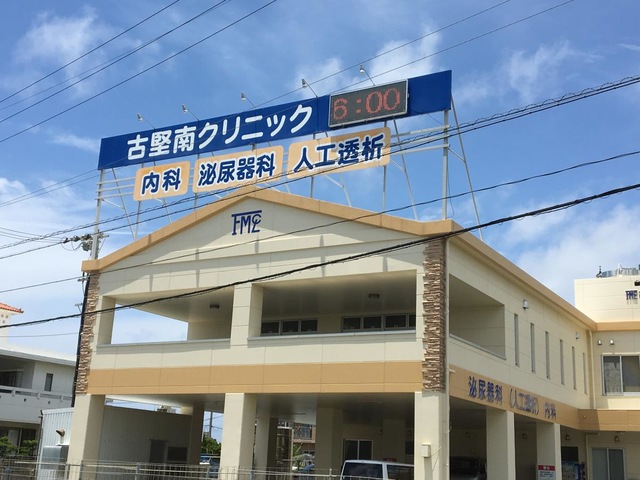 古堅南クリニック
6:00
内科 泌尿器科 人工透析
FMC
泌尿器科 (人工透析) 内科